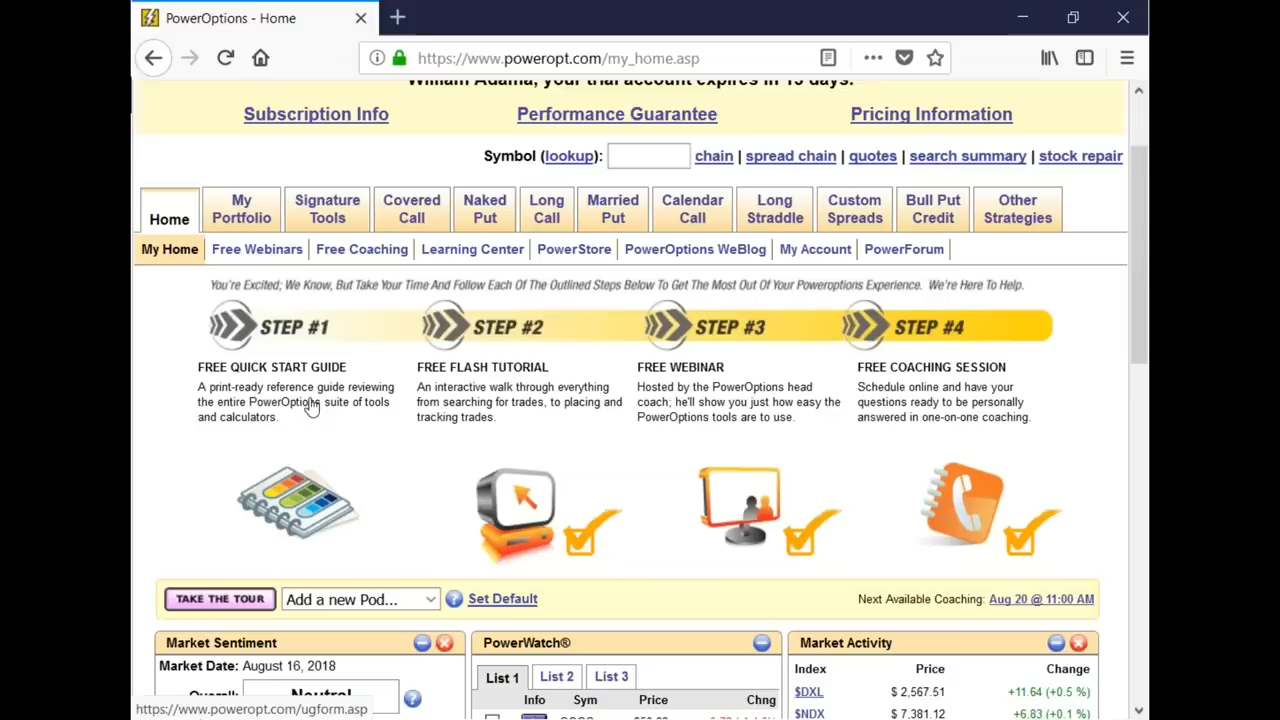 PowerOptions - Home
https://www.poweropt.com/my_home.asp
William Adama, your trial account expires in 15 days.
Subscription Info Performance Guarantee Pricing Information
Symbol (lookup): chain | spread chain | quotes | search summary | stock repair
Home My Portfolio Signature Tools Covered Call Naked Put Long Call Married Put Calendar Call Long Straddle Custom Spreads Bull Put Credit Other Strategies
My Home Free Webinars Free Coaching Learning Center PowerStore PowerOptions WeBlog My Account PowerForum
You're Excited; We Know, But Take Your Time And Follow Each Of The Outlined Steps Below To Get The Most Out Of Your Poweroptions Experience. We're Here To Help.
STEP #1 STEP #2 STEP #3 STEP #4
FREE QUICK START GUIDE
A print-ready reference guide reviewing
the entire PowerOptions suite of tools
and calculators.
FREE FLASH TUTORIAL
An interactive walk through everything
from searching for trades, to placing and
tracking trades.
FREE WEBINAR
Hosted by the PowerOptions head
coach; he'll show you just how easy the
PowerOptions tools are to use.
FREE COACHING SESSION
Schedule online and have your
questions ready to be personally
answered in one-on-one coaching.
TAKE THE TOUR Add a new Pod... Set Default Next Available Coaching: Aug 20 @ 11:00 AM
Market Sentiment
Market Date: August 16, 2018
Overall: Neutral
PowerWatch®
List 1 List 2 List 3
Info Sym Price Chng
Market Activity
Index Price Change
$DXL $ 2,567.51 +11.64 (+0.5 %)
$NDX $ 7,381.12 +6.83 (+0.1 %)
https://www.poweropt.com/ugform.asp